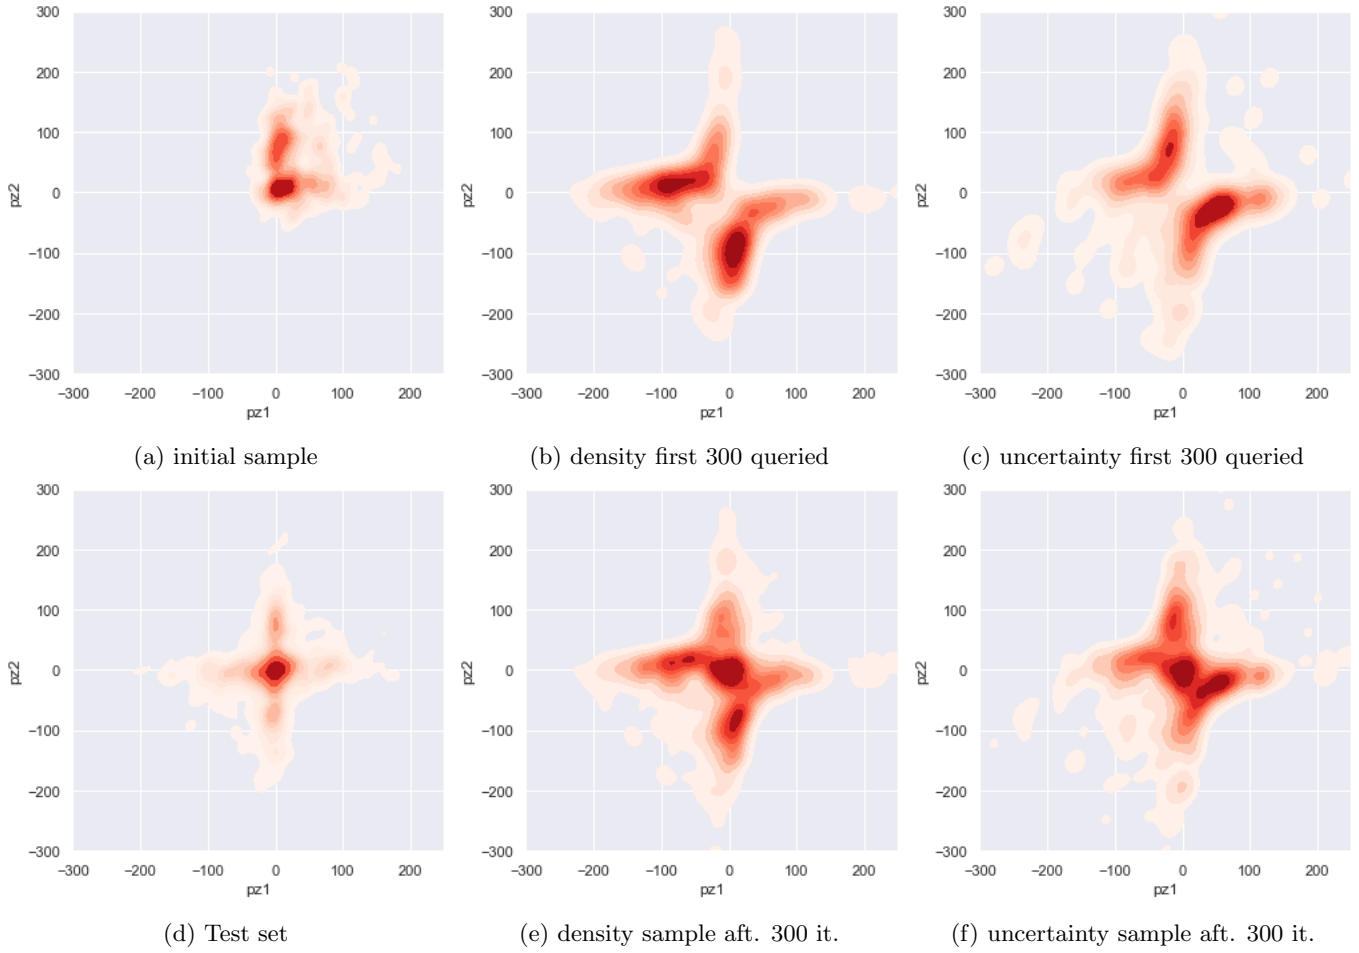 300
200
100
0
−100
−200
−300
pz2
−300 −200 −100 0 100 200
pz1
(a) initial sample
300
200
100
0
−100
−200
−300
pz2
−300 −200 −100 0 100 200
pz1
(b) density first 300 queried
300
200
100
0
−100
−200
−300
pz2
−300 −200 −100 0 100 200
pz1
(c) uncertainty first 300 queried
300
200
100
0
−100
−200
−300
pz2
−300 −200 −100 0 100 200
pz1
(d) Test set
300
200
100
0
−100
−200
−300
pz2
−300 −200 −100 0 100 200
pz1
(e) density sample aft. 300 it.
300
200
100
0
−100
−200
−300
pz2
−300 −200 −100 0 100 200
pz1
(f) uncertainty sample aft. 300 it.